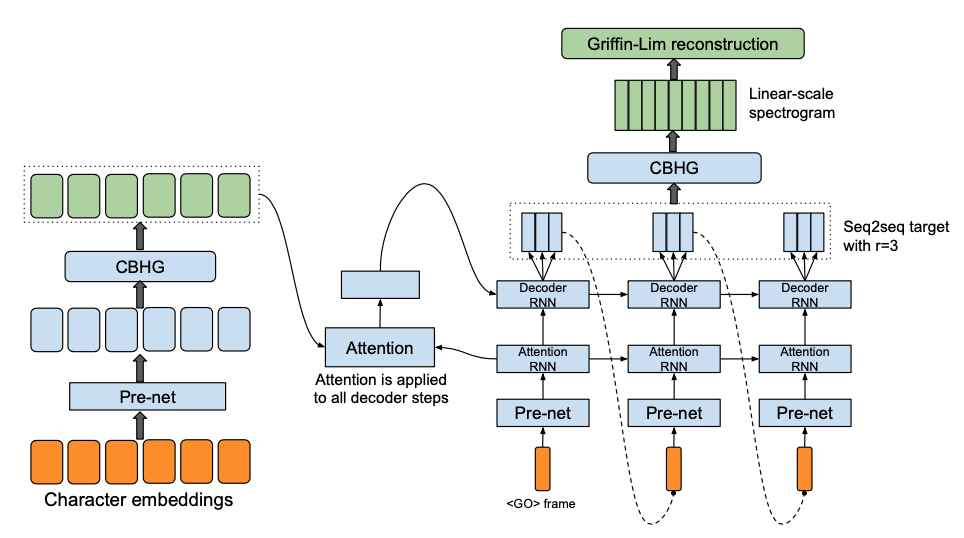 Griffin-Lim reconstruction
Linear-scale
spectrogram
CBHG
Seq2seq target
with r=3
CBHG
Decoder
RNN
Decoder
RNN
Decoder
RNN
Attention
Attention
RNN
Attention
RNN
Attention
RNN
Attention is applied
to all decoder steps
Pre-net
Pre-net
Pre-net
Pre-net
Character embeddings
<GO> frame